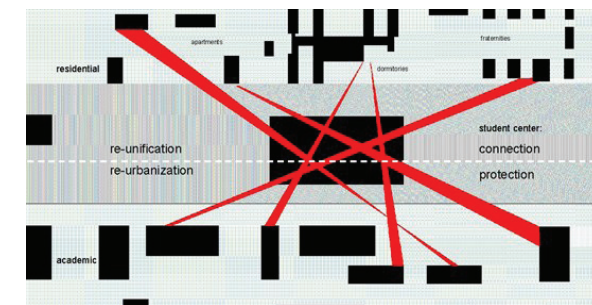 apartments
fraternities
residential
dormitories
student center:
re-unification
connection
re-urbanization
protection
academic